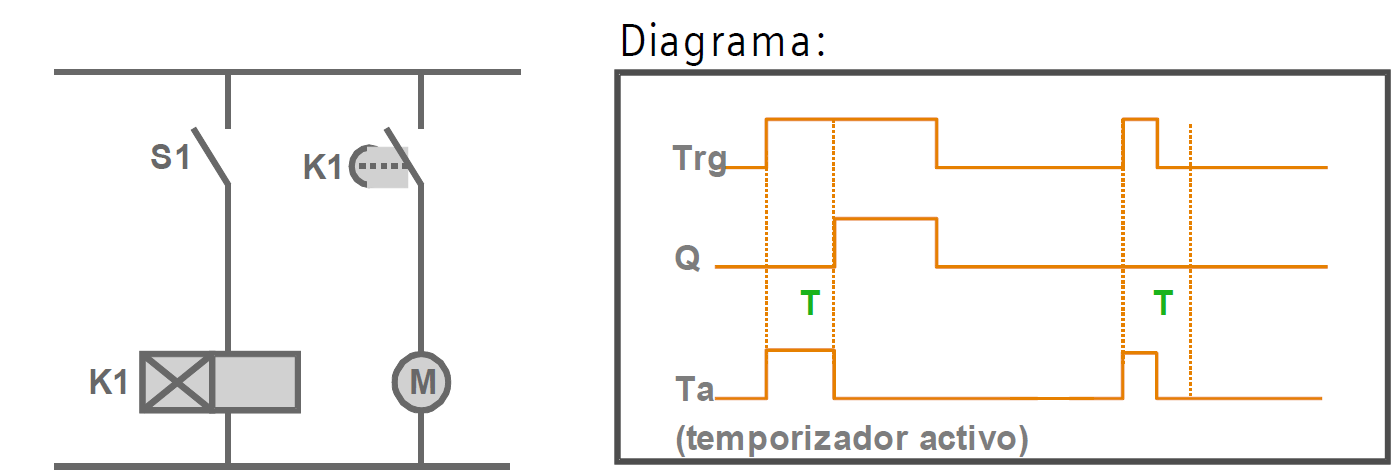 Diagrama:
S1
K1
K1
M
Trg
Q
T
T
Ta
(temporizador activo)